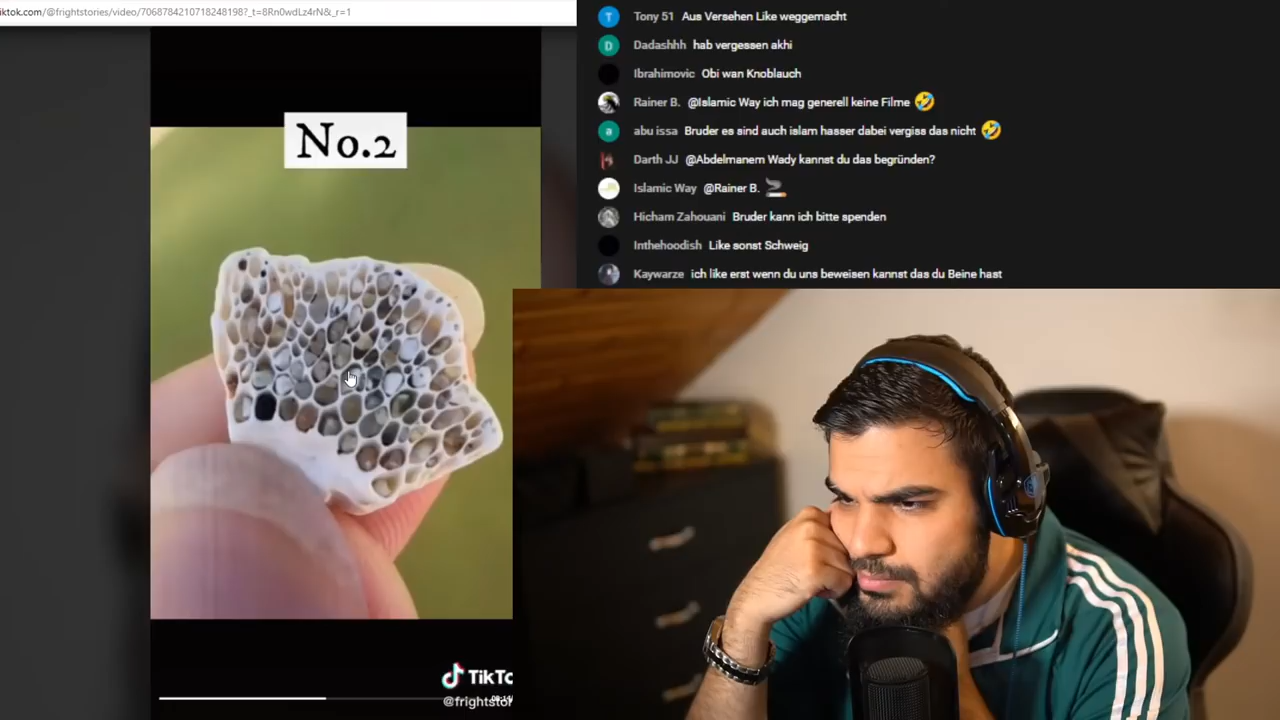 iktok.com/@frightstories/video/7068784210718248198?_t=8Rn0wdLz4rN&_r=1
No.2
TikTo
@frightstor
Tony 51 Aus Versehen Like weggemacht
Dadashhh hab vergessen akhi
Ibrahimovic Obi wan Knoblauch
Rainer B. @Islamic Way ich mag generell keine Filme 🤣
abu issa Bruder es sind auch islam hasser dabei vergiss das nicht 🤣
Darth JJ @Abdelmanem Wady kannst du das begründen?
Islamic Way @Rainer B. 🚬
Hicham Zahouani Bruder kann ich bitte spenden
Inthehoodish Like sonst Schweig
Kaywarze ich like erst wenn du uns beweisen kannst das du Beine hast